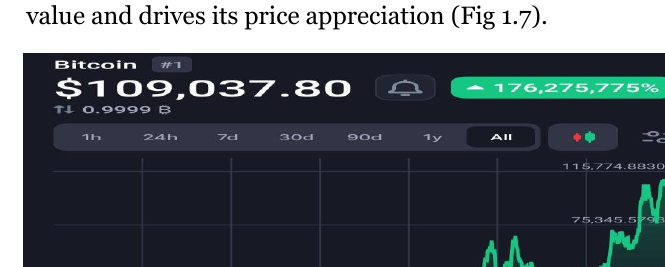 value and drives its price appreciation (Fig 1.7).
Bitcoin #1
$109,037.80 176,275,775%
0.9999 ₿
1h 24h 7d 30d 90d 1y All
115,774.8830
75,345.5793